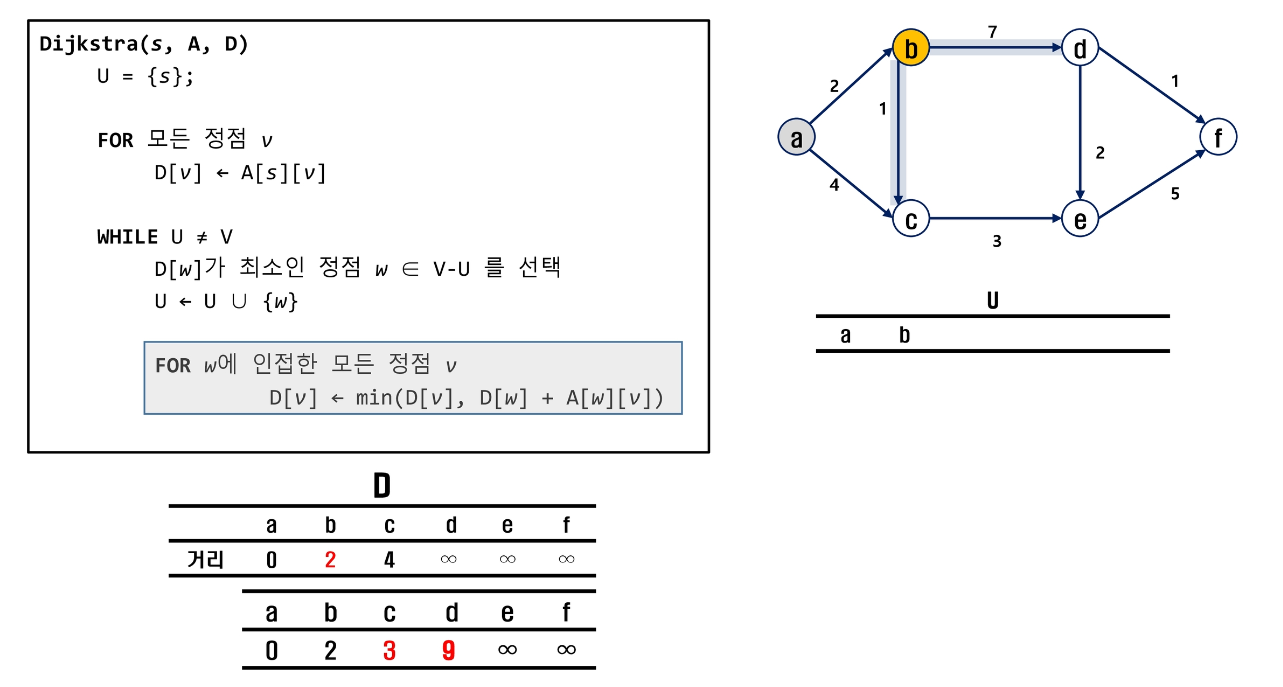 Dijkstra(s, A, D)
U = {s};
FOR 모든 정점 v
D[v] ← A[s][v]
WHILE U ≠ V
D[w]가 최소인 정점 w ∈ V-U 를 선택
U ← U ∪ {w}
FOR w에 인접한 모든 정점 v
D[v] ← min(D[v], D[w] + A[w][v])
7
b
d
2
1
1
a
f
2
4
5
c
e
3
U
a b
D
a b c d e f
거리 0 2 4 ∞ ∞ ∞
a b c d e f
0 2 3 9 ∞ ∞